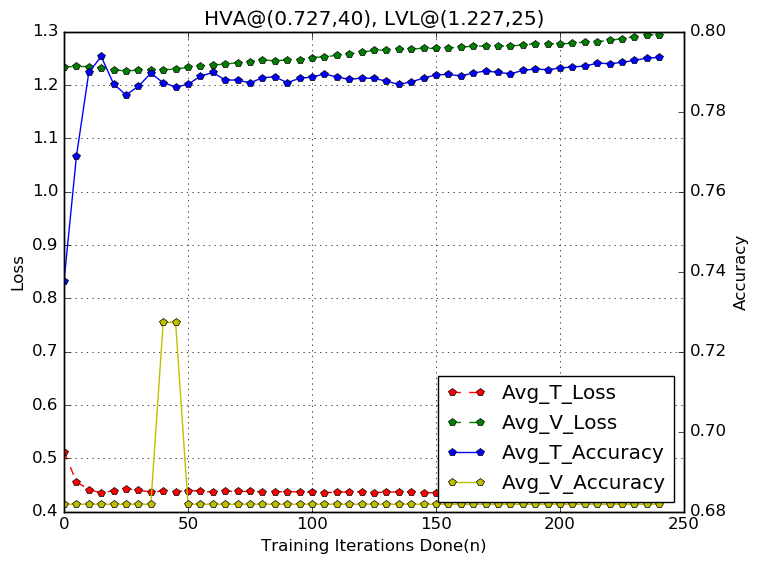 HVA@(0.727,40), LVL@(1.227,25)
1.3
1.2
1.1
1.0
0.9
0.8
0.7
0.6
0.5
0.4
Loss
0.80
0.78
0.76
0.74
0.72
0.70
0.68
Accuracy
Avg_T_Loss
Avg_V_Loss
Avg_T_Accuracy
Avg_V_Accuracy
0 50 100 150 200 250
Training Iterations Done(n)